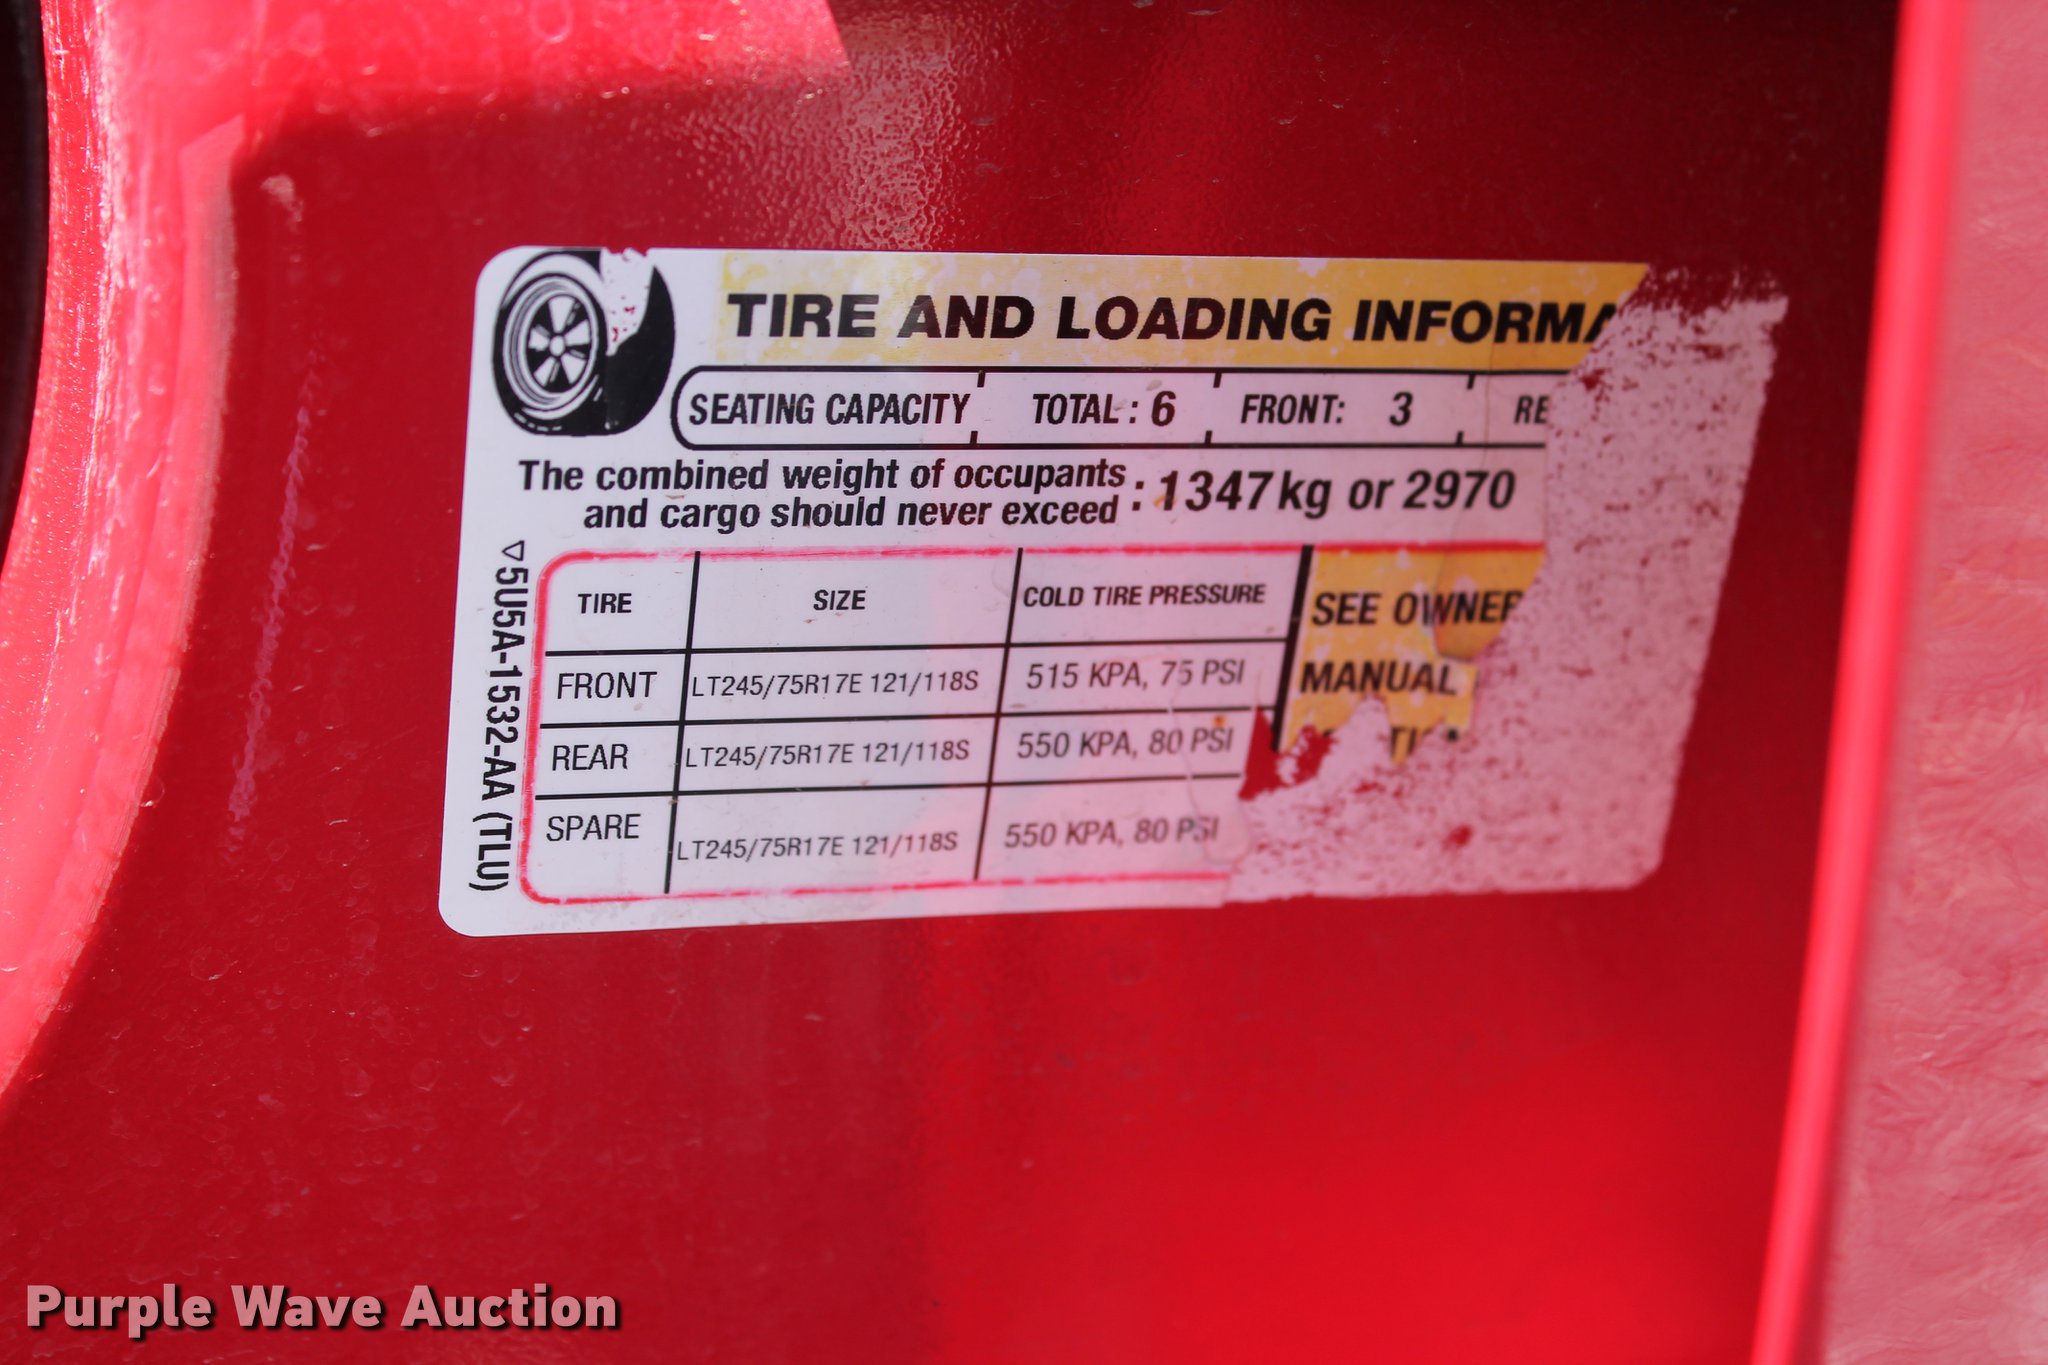 TIRE AND LOADING INFORMA
SEATING CAPACITY TOTAL: 6 FRONT: 3 RE
The combined weight of occupants
and cargo should never exceed : 1347kg or 2970
TIRE SIZE COLD TIRE PRESSURE SEE OWNER
MANUAL
FRONT LT245/75R17E 121/118S 515 KPA, 75 PSI
REAR LT245/75R17E 121/118S 550 KPA, 80 PSI
SPARE LT245/75R17E 121/118S 550 KPA, 80 PSI
5U5A-1532-AA (TLU)
Purple Wave Auction